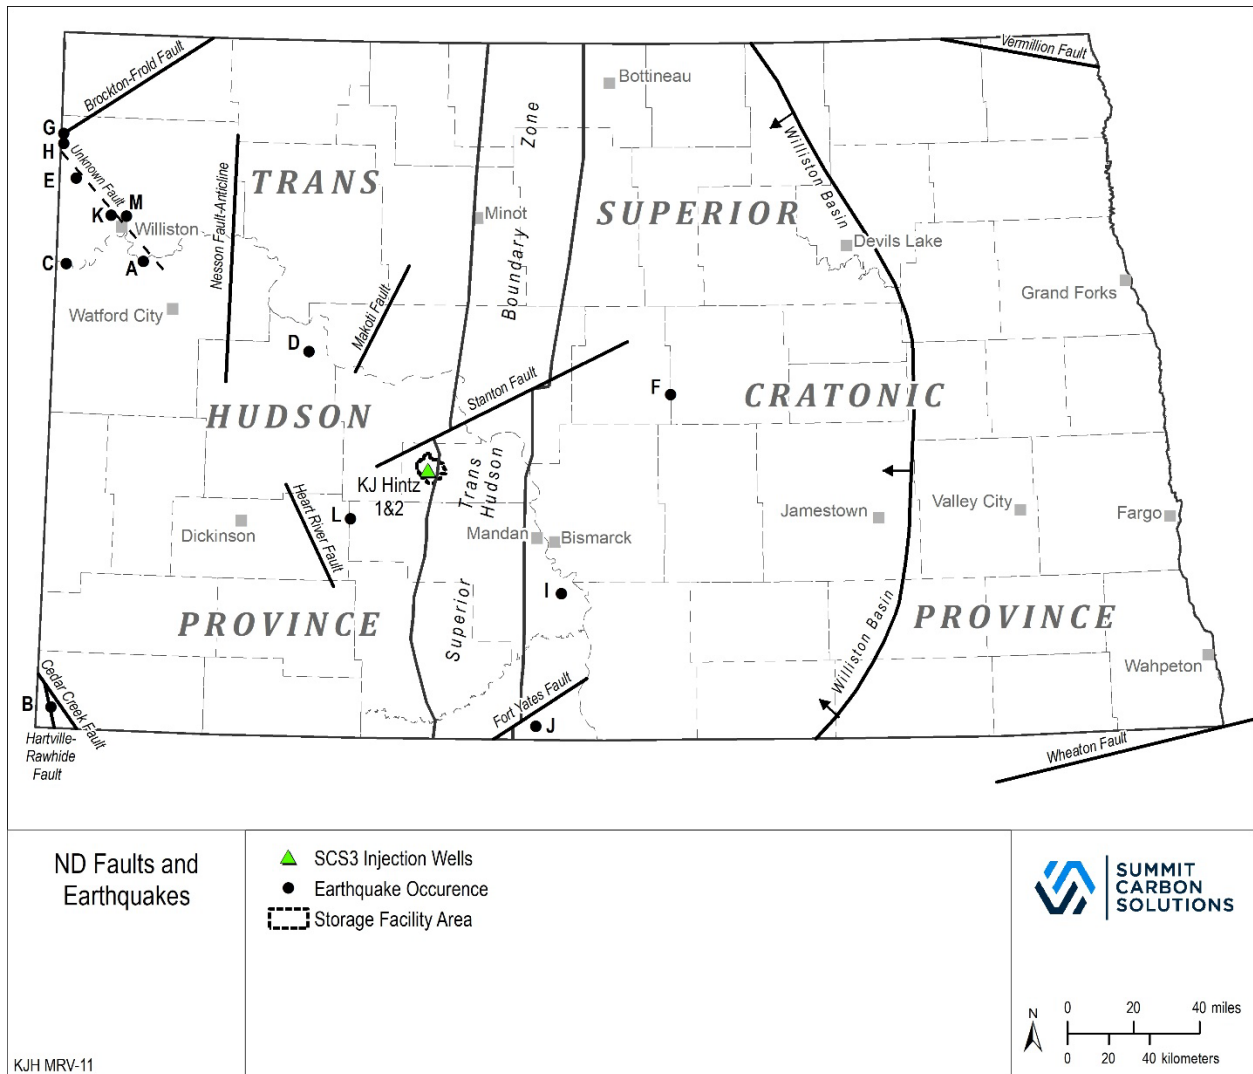 Brockton-Frold Fault
Vermillion Fault
Bottineau
G
H
Unknown Fault
E
Zone
Williston Basin
TRANS
SUPERIOR
K
M
Williston
Nesson Fault-Anticline
Minot
Boundary
Devils Lake
C
A
Watford City
Makoti Fault
Grand Forks
D
Stanton Fault
F
HUDSON
CRATONIC
KJ Hintz
1&2
Trans
Hudson
Heart River Fault
L
Dickinson
Mandan
Bismarck
Jamestown
Valley City
Fargo
I
PROVINCE
Superior
PROVINCE
Williston Basin
Wahpeton
Cedar Creek Fault
B
Fort Yates Fault
J
Hartville-
Rawhide
Fault
Wheaton Fault
ND Faults and
Earthquakes
SCS3 Injection Wells
Earthquake Occurence
Storage Facility Area
SUMMIT
CARBON
SOLUTIONS
N
0 20 40 miles
0 20 40 kilometers
KJH MRV-11